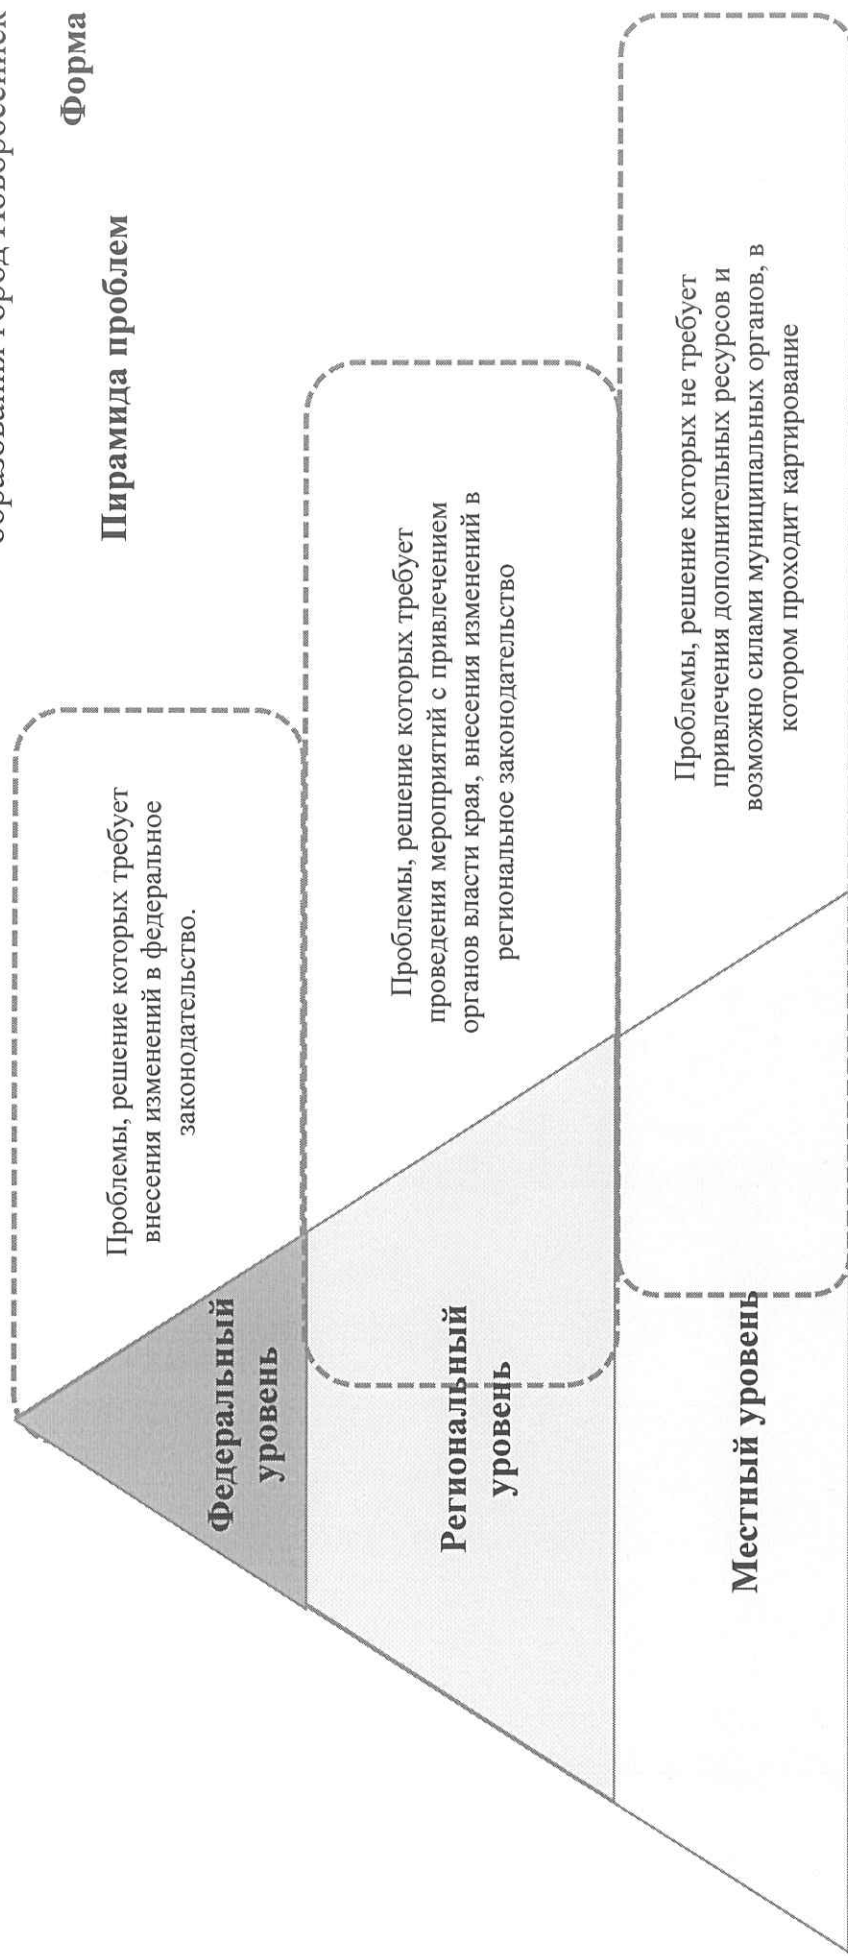 образования город Новороссийск
Форма
Пирамида проблем
Проблемы, решение которых требует
внесения изменений в федеральное
законодательство.
Федеральный
уровень
Проблемы, решение которых требует
проведения мероприятий с привлечением
органов власти края, внесения изменений в
региональное законодательство
Региональный
уровень
Проблемы, решение которых не требует
привлечения дополнительных ресурсов и
возможно силами муниципальных органов, в
котором проходит картирование
Местный уровень